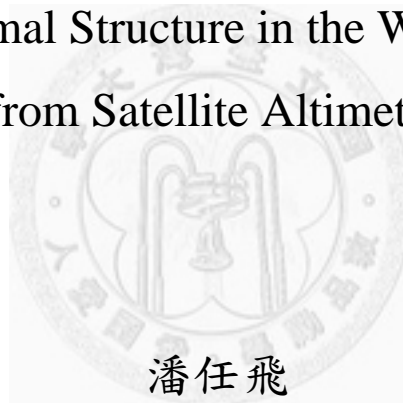 mal Structure in the W
from Satellite Altimet
潘任飛